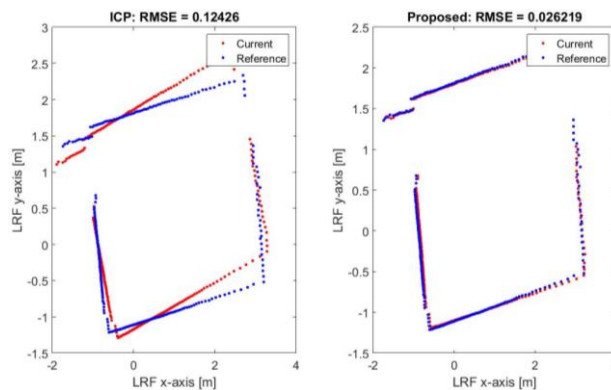 ICP: RMSE = 0.12426
Current
Reference
3
2.5
2
1.5
1
0.5
0
-0.5
-1
-1.5
-2
0
2
4
LRF y-axis [m]
LRF x-axis [m]
Proposed: RMSE = 0.026219
Current
Reference
2.5
2
1.5
1
0.5
0
-0.5
-1
-1.5
-2
0
2
LRF y-axis [m]
LRF x-axis [m]